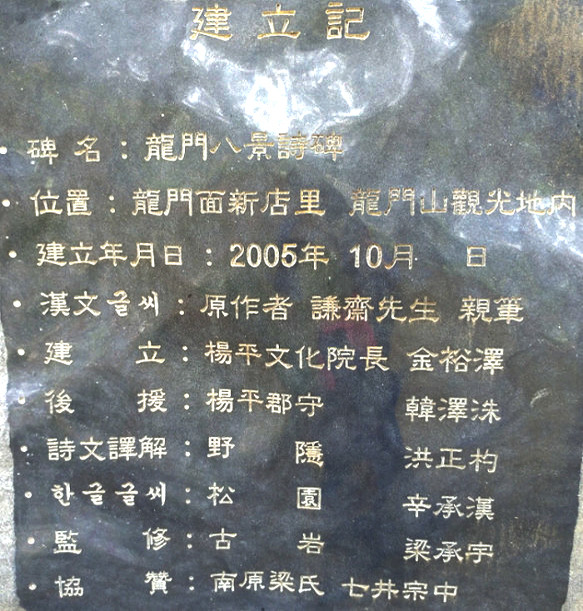 建立記
• 碑名 : 龍門八景詩碑
• 位置 : 龍門面新店里 龍門山觀光地內
• 建立年月日 : 2005年 10月 日
• 漢文글씨 : 原作者 謙齋先生 親筆
• 建立 : 楊平文化院長 金裕澤
• 後援 : 楊平郡守 韓澤洙
• 詩文譯解 : 野隱 洪正杓
• 한글글씨 : 松園 辛承漢
• 監修 : 古岩 梁承宇
• 協贊 : 南原梁氏 七井宗中